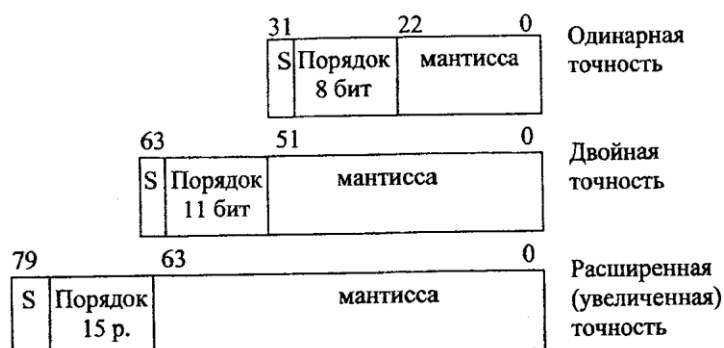 31 22 0
Одинарная
точность
S Порядок
8 бит
мантисса
63 51 0
Двойная
точность
S Порядок
11 бит
мантисса
79 63 0
Расширенная
(увеличенная)
точность
S Порядок
15 р.
мантисса